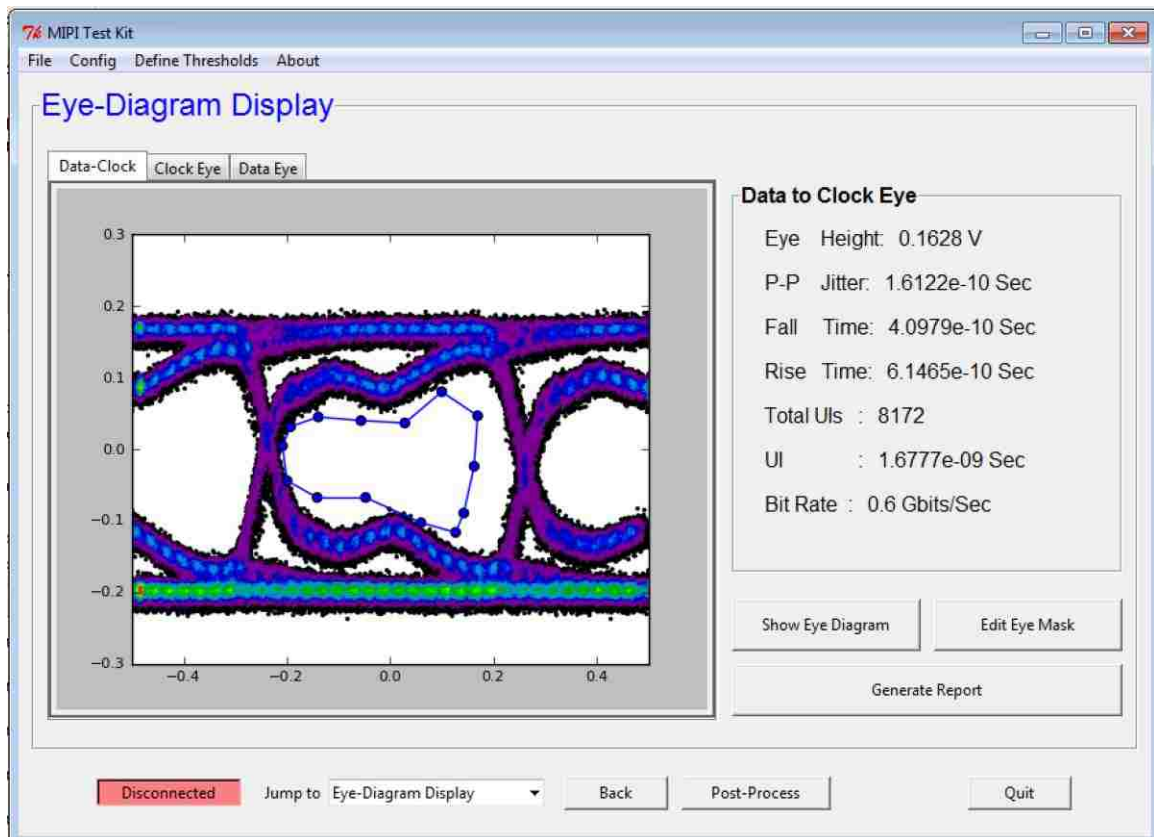 MIPI Test Kit
File Config Define Thresholds About
Eye-Diagram Display
Data-Clock Clock Eye Data Eye
0.3
0.2
0.1
0.0
−0.1
−0.2
−0.3
−0.4 −0.2 0.0 0.2 0.4
Data to Clock Eye
Eye Height: 0.1628 V
P-P Jitter: 1.6122e-10 Sec
Fall Time: 4.0979e-10 Sec
Rise Time: 6.1465e-10 Sec
Total UIs : 8172
UI : 1.6777e-09 Sec
Bit Rate : 0.6 Gbits/Sec
Show Eye Diagram Edit Eye Mask
Generate Report
Disconnected Jump to Eye-Diagram Display Back Post-Process Quit